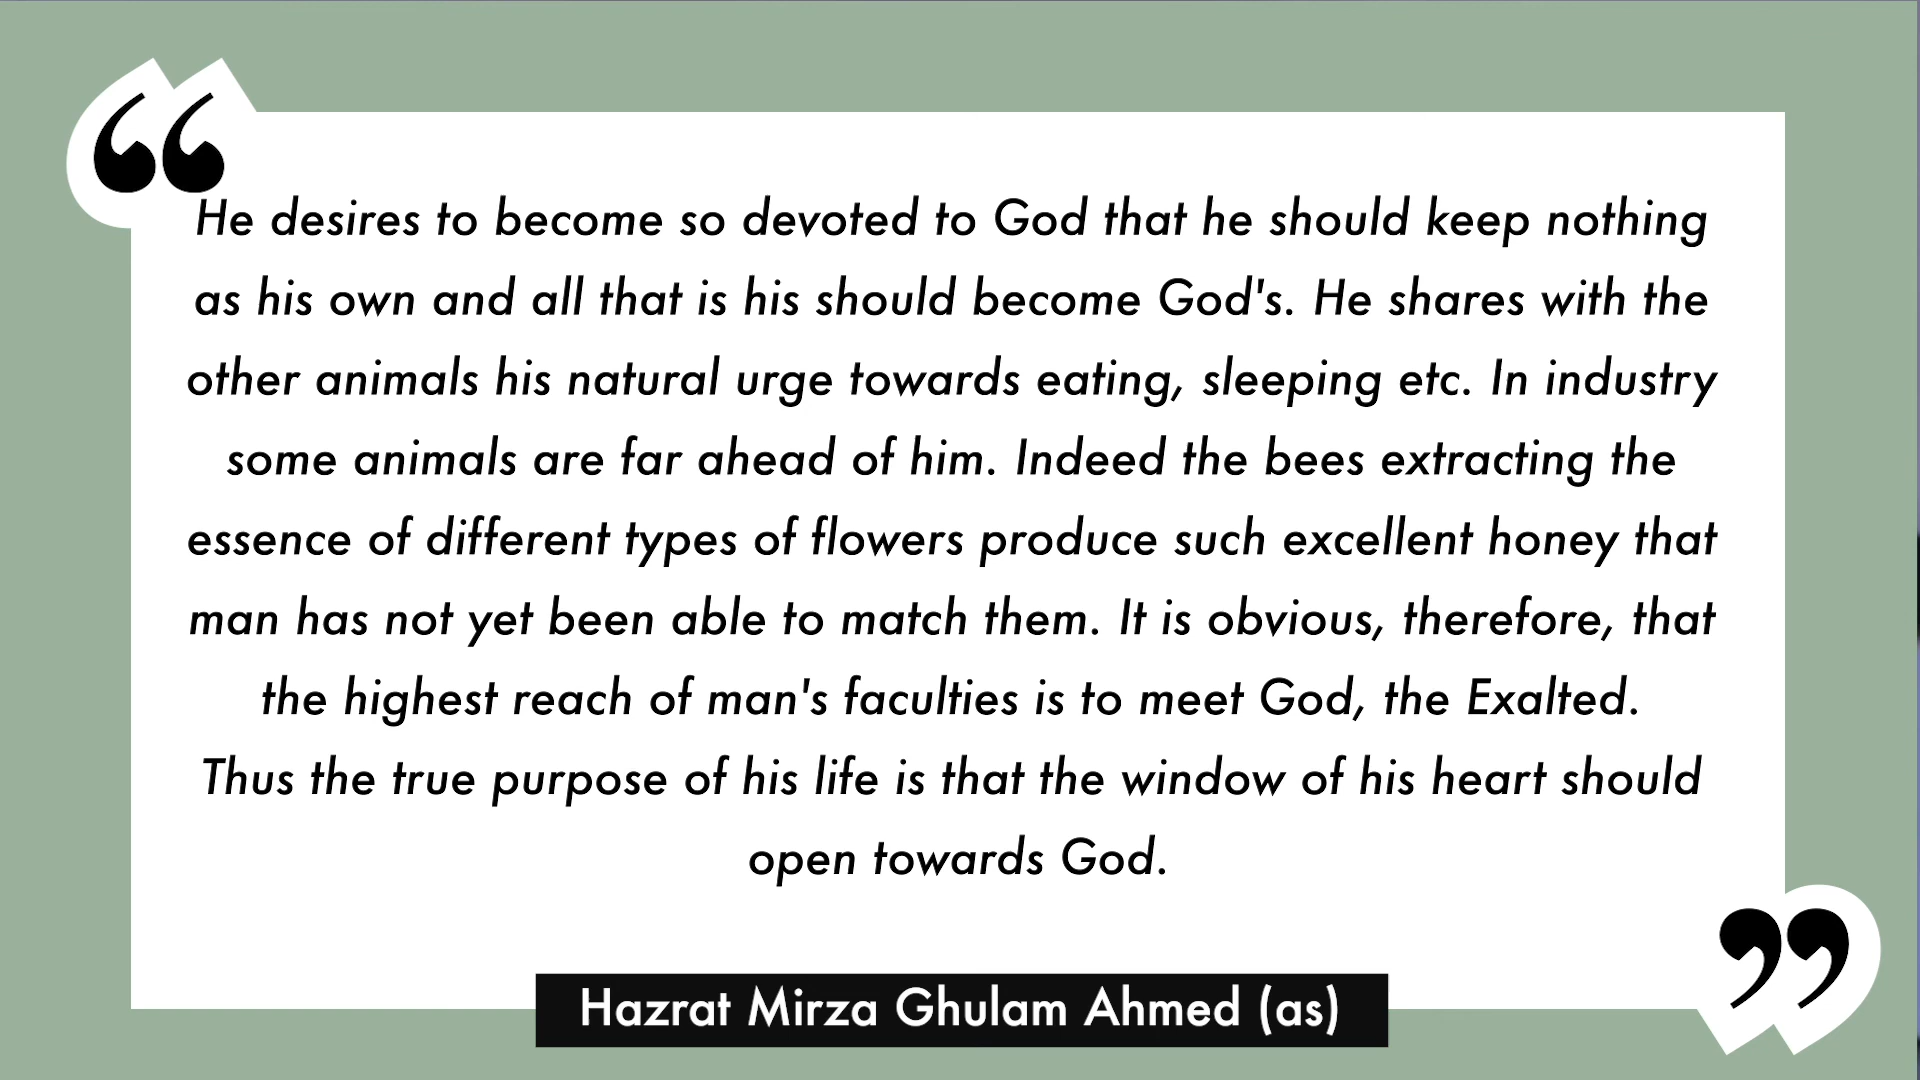 “
He desires to become so devoted to God that he should keep nothing
as his own and all that is his should become God's. He shares with the
other animals his natural urge towards eating, sleeping etc. In industry
some animals are far ahead of him. Indeed the bees extracting the
essence of different types of flowers produce such excellent honey that
man has not yet been able to match them. It is obvious, therefore, that
the highest reach of man's faculties is to meet God, the Exalted.
Thus the true purpose of his life is that the window of his heart should
open towards God.
”
Hazrat Mirza Ghulam Ahmed (as)